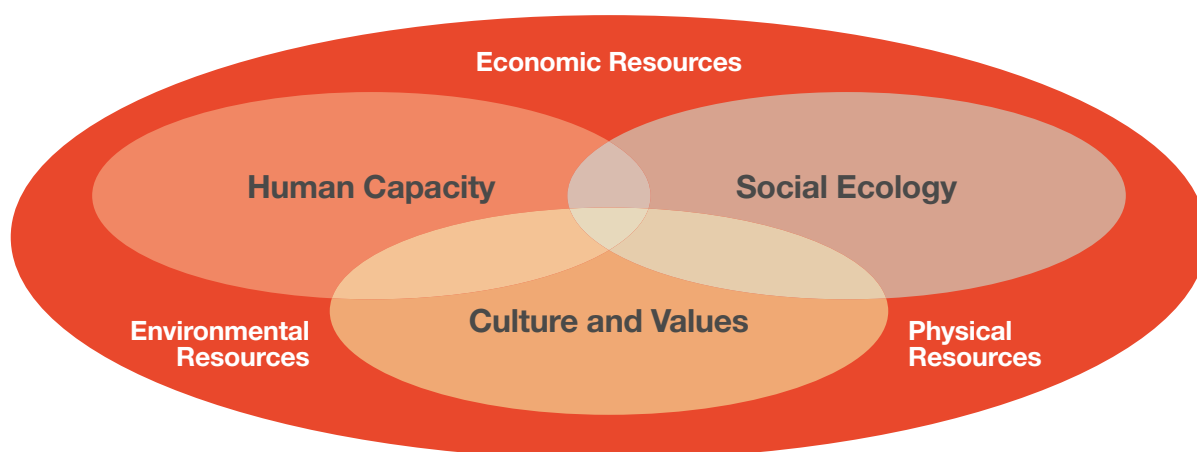 Economic Resources
Human Capacity
Social Ecology
Culture and Values
Environmental
Resources
Physical
Resources